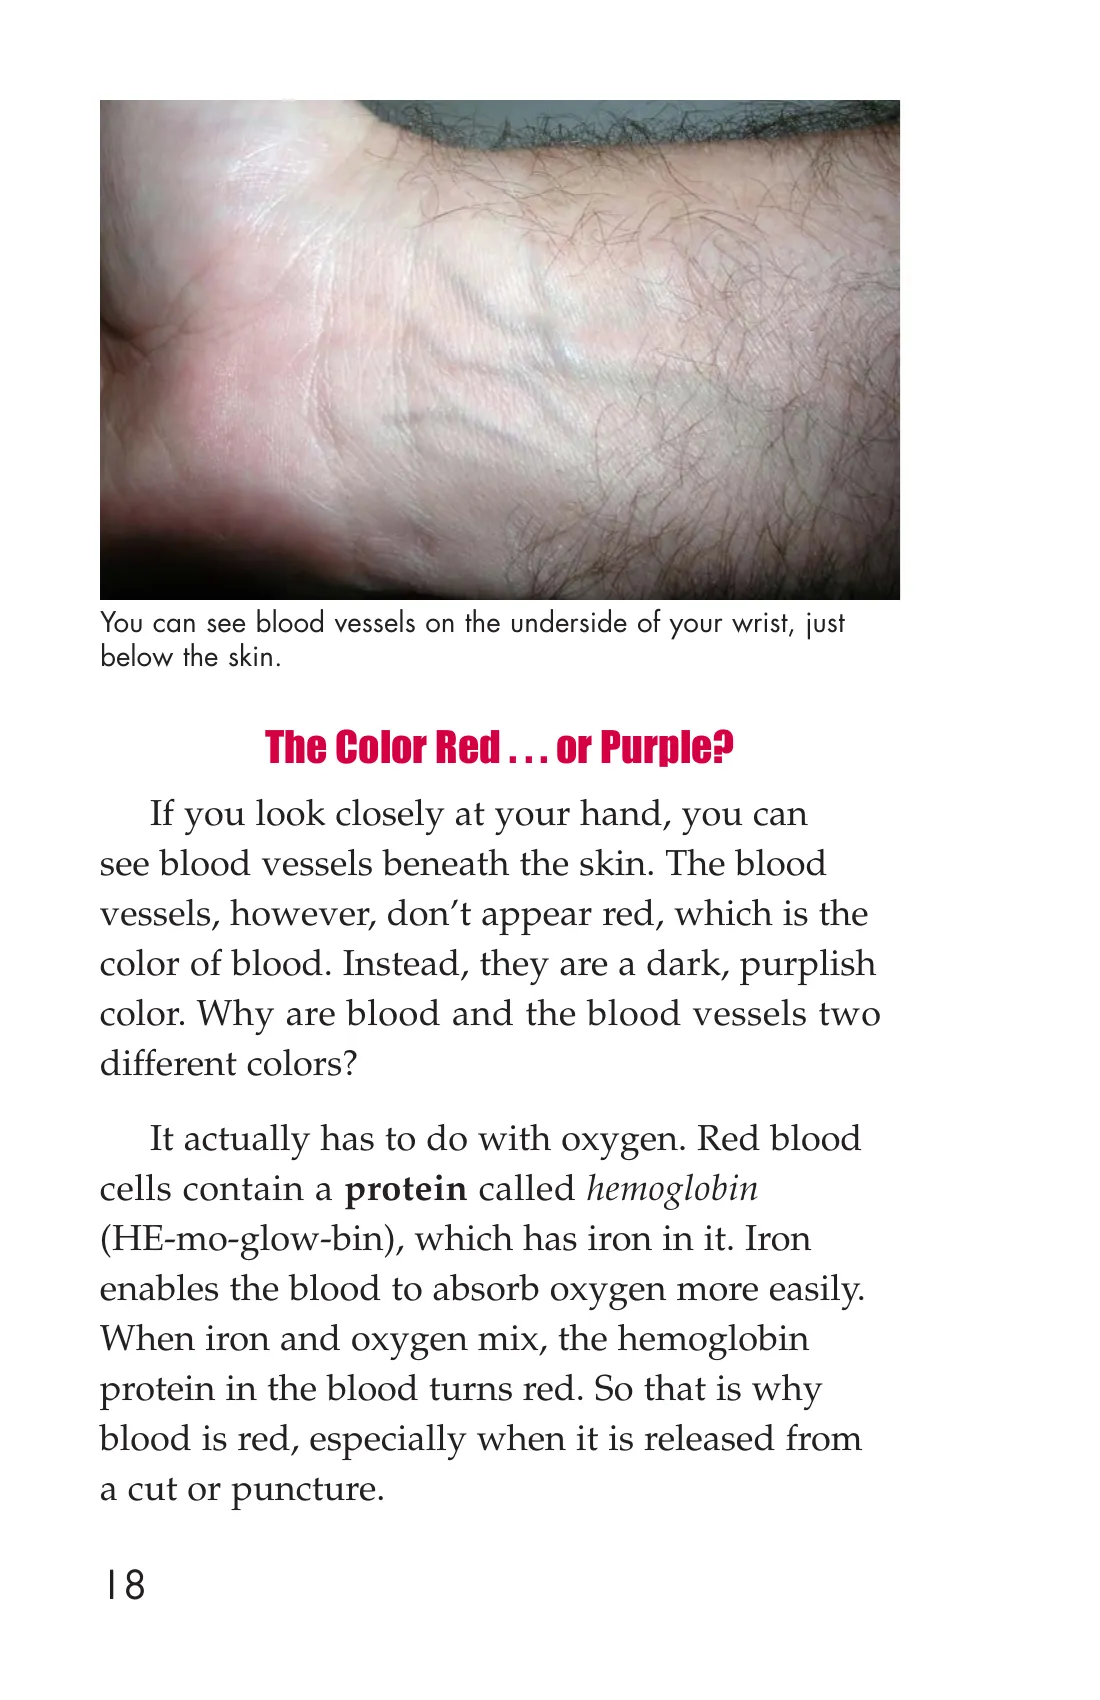 You can see blood vessels on the underside of your wrist, just
below the skin.
The Color Red . . . or Purple?
If you look closely at your hand, you can
see blood vessels beneath the skin. The blood
vessels, however, don’t appear red, which is the
color of blood. Instead, they are a dark, purplish
color. Why are blood and the blood vessels two
different colors?
It actually has to do with oxygen. Red blood
cells contain a protein called hemoglobin
(HE-mo-glow-bin), which has iron in it. Iron
enables the blood to absorb oxygen more easily.
When iron and oxygen mix, the hemoglobin
protein in the blood turns red. So that is why
blood is red, especially when it is released from
a cut or puncture.
18